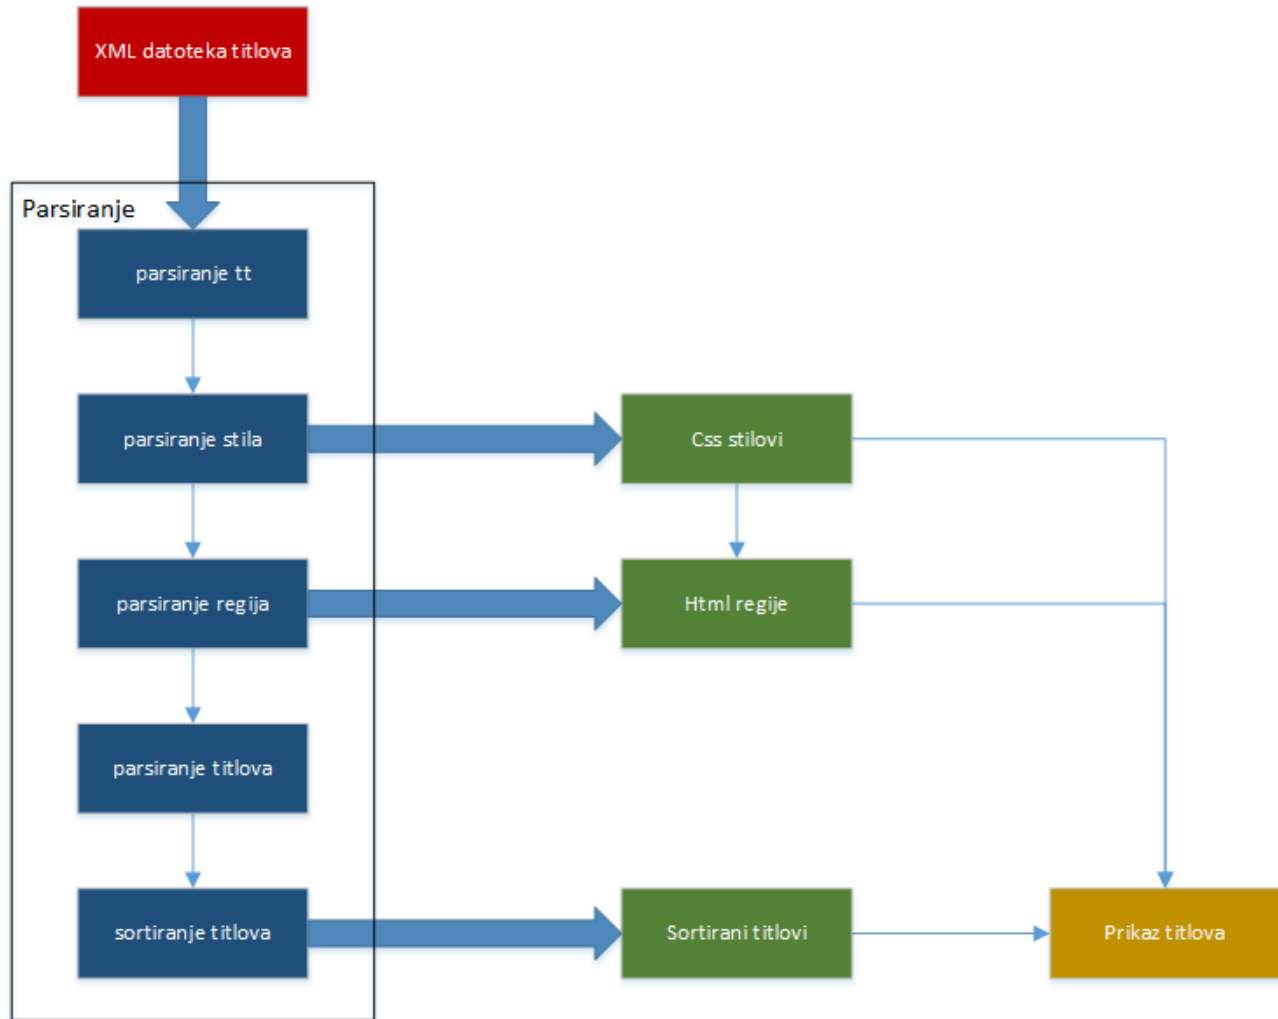 XML datoteka titlova
Parsiranje
parsiranje tt
parsiranje stila
Css stilovi
parsiranje regija
Html regije
parsiranje titlova
sortiranje titlova
Sortirani titlovi
Prikaz titlova